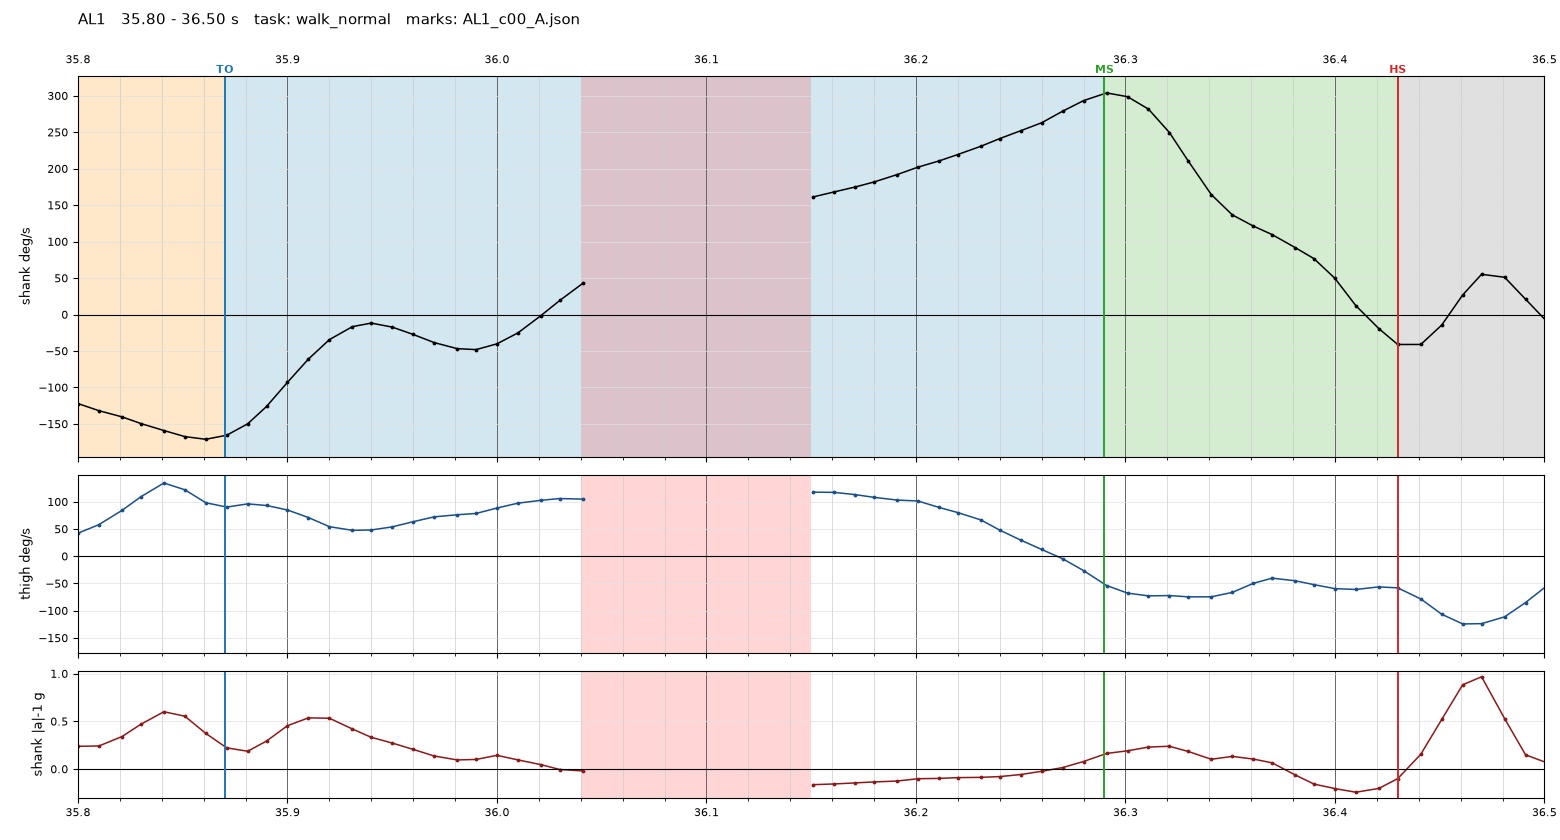 AL1   35.80 - 36.50 s   task: walk_normal   marks: AL1_c00_A.json
35.8 35.9 36.0 36.1 36.2 36.3 36.4 36.5
TO MS HS
shank deg/s
300
250
200
150
100
50
0
−50
−100
−150
thigh deg/s
100
50
0
−50
−100
−150
shank |a|-1 g
1.0
0.5
0.0
35.8 35.9 36.0 36.1 36.2 36.3 36.4 36.5